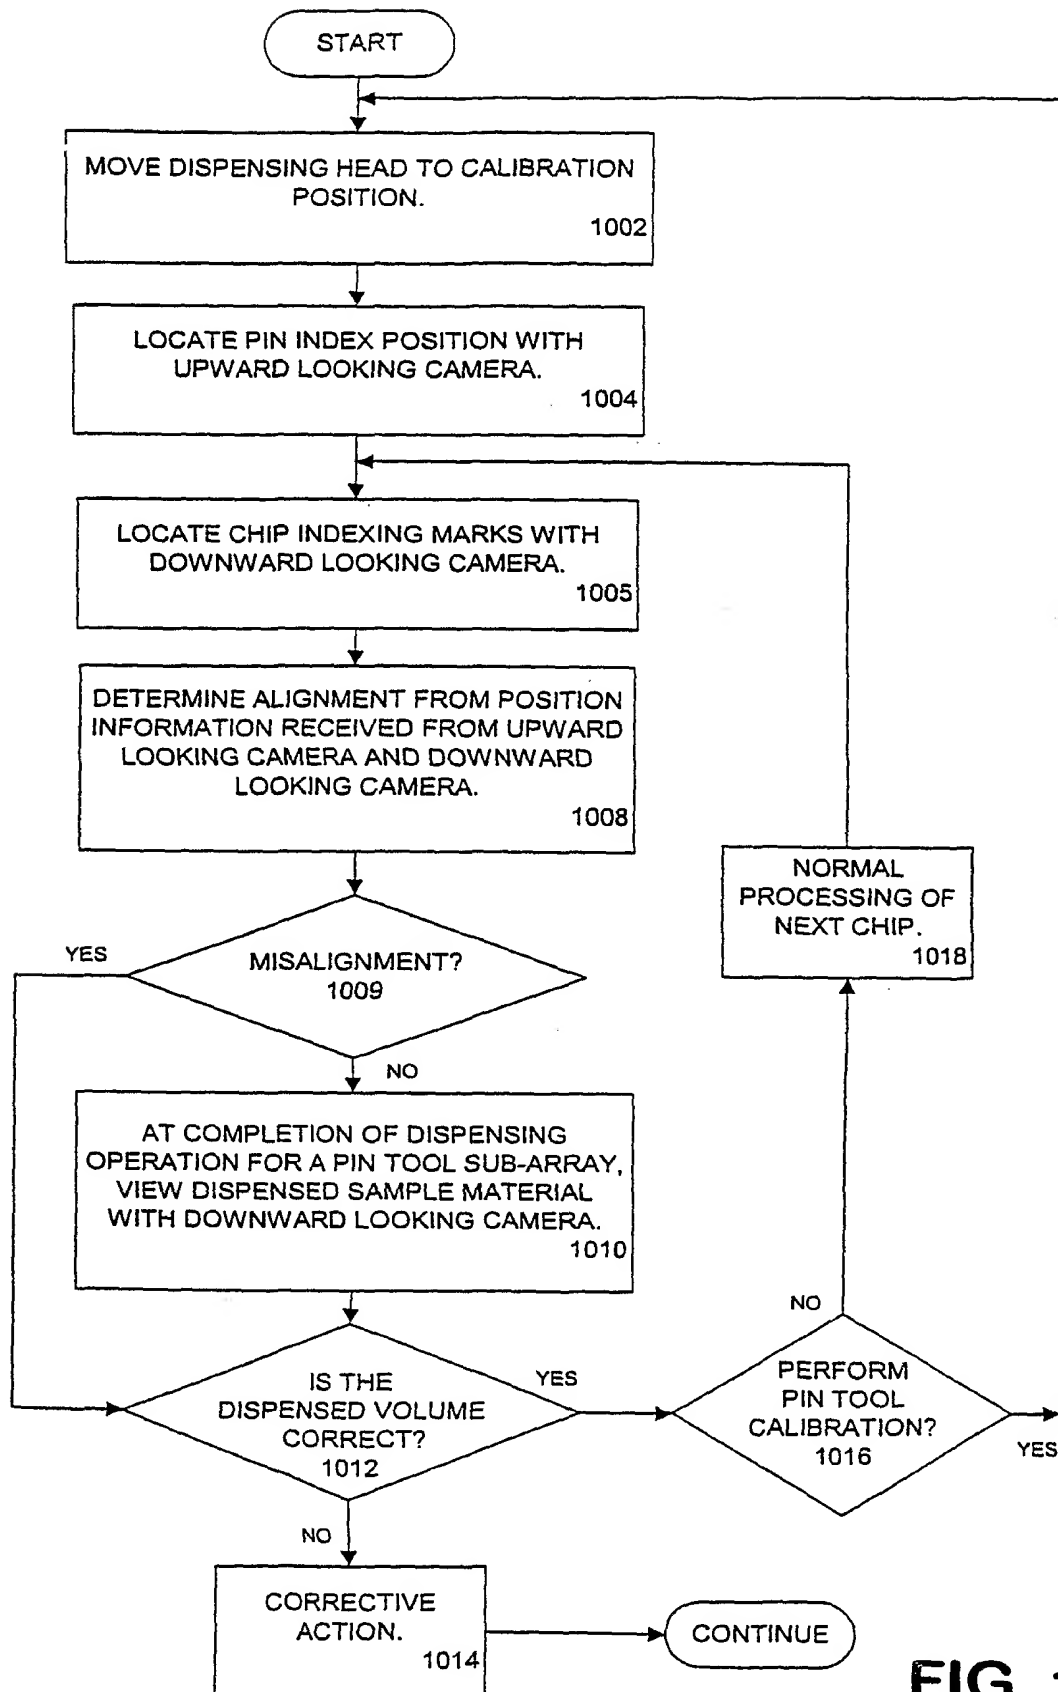 START
MOVE DISPENSING HEAD TO CALIBRATION
POSITION.
1002
LOCATE PIN INDEX POSITION WITH
UPWARD LOOKING CAMERA.
1004
LOCATE CHIP INDEXING MARKS WITH
DOWNWARD LOOKING CAMERA.
1005
DETERMINE ALIGNMENT FROM POSITION
INFORMATION RECEIVED FROM UPWARD
LOOKING CAMERA AND DOWNWARD
LOOKING CAMERA.
1008
NORMAL
PROCESSING OF
NEXT CHIP.
1018
YES
MISALIGNMENT?
1009
NO
AT COMPLETION OF DISPENSING
OPERATION FOR A PIN TOOL SUB-ARRAY,
VIEW DISPENSED SAMPLE MATERIAL
WITH DOWNWARD LOOKING CAMERA.
1010
IS THE
DISPENSED VOLUME
CORRECT?
1012
YES
NO
NO
PERFORM
PIN TOOL
CALIBRATION?
1016
YES
CORRECTIVE
ACTION.
1014
CONTINUE
FIG.